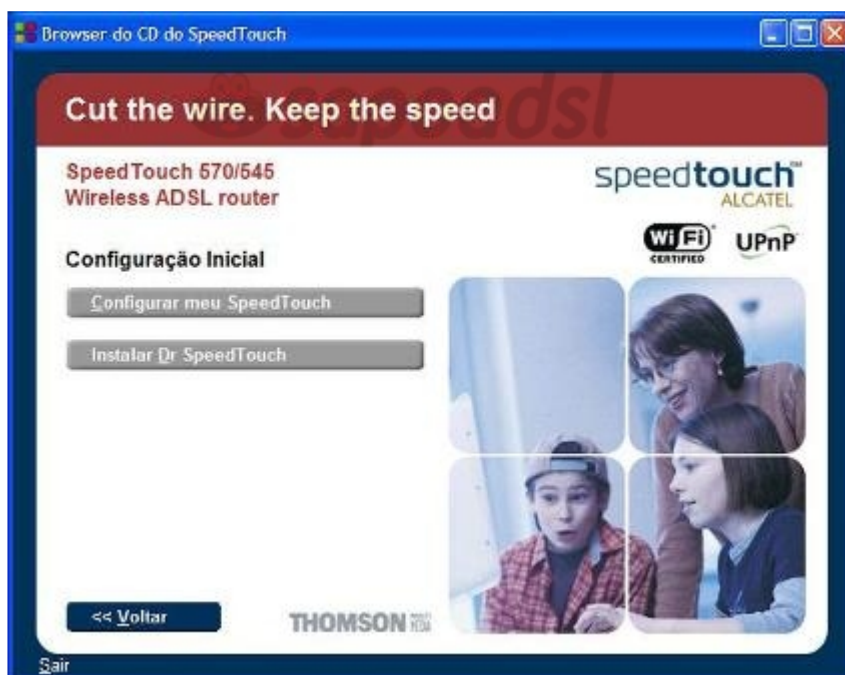 Browser do CD do SpeedTouch
sapoadsl
Cut the wire. Keep the speed
SpeedTouch 570/545
Wireless ADSL router
speedtouch™
ALCATEL
Wi Fi
CERTIFIED
UPnP
Configuração Inicial
Configurar meu SpeedTouch
Instalar Dr SpeedTouch
<< Voltar
THOMSON
Sair